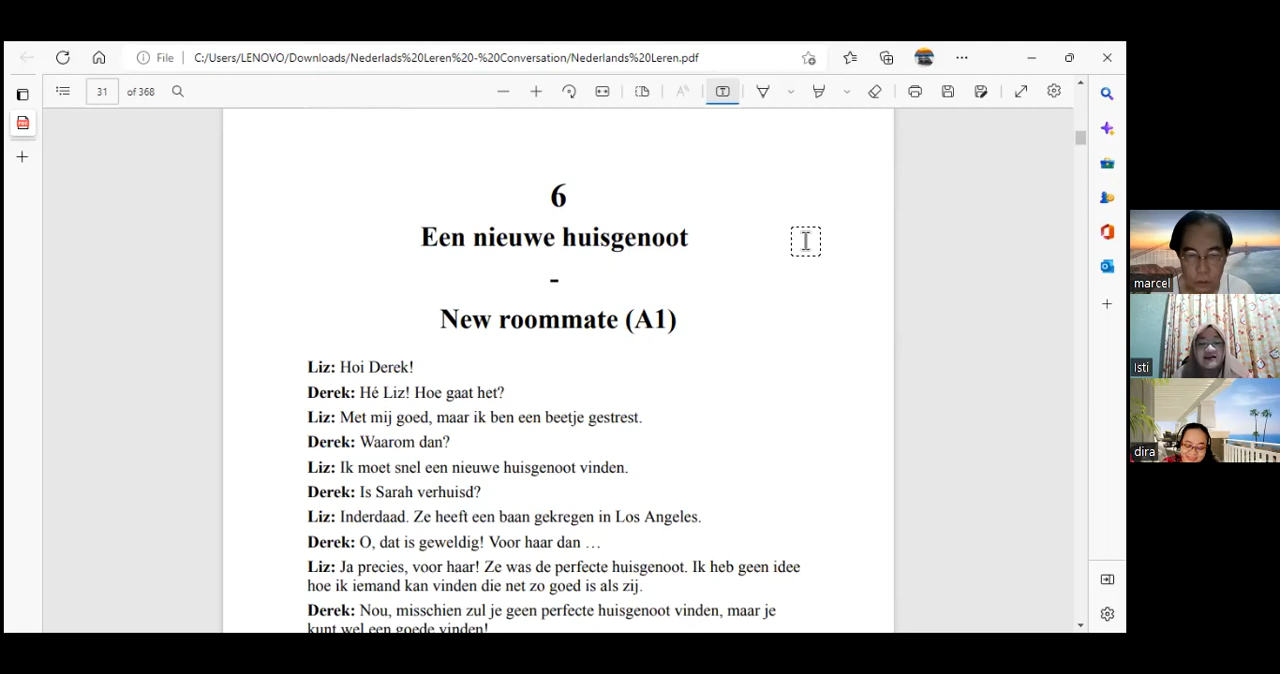 File
C:/Users/LENOVO/Downloads/Nederlads%20Leren%20-%20Conversation/Nederlands%20Leren.pdf
31 of 368
6
Een nieuwe huisgenoot
-
New roommate (A1)
Liz: Hoi Derek!
Derek: Hé Liz! Hoe gaat het?
Liz: Met mij goed, maar ik ben een beetje gestrest.
Derek: Waarom dan?
Liz: Ik moet snel een nieuwe huisgenoot vinden.
Derek: Is Sarah verhuisd?
Liz: Inderdaad. Ze heeft een baan gekregen in Los Angeles.
Derek: O, dat is geweldig! Voor haar dan …
Liz: Ja precies, voor haar! Ze was de perfecte huisgenoot. Ik heb geen idee
hoe ik iemand kan vinden die net zo goed is als zij.
Derek: Nou, misschien zul je geen perfecte huisgenoot vinden, maar je
kunt wel een goede vinden!
marcel
Isti
dira